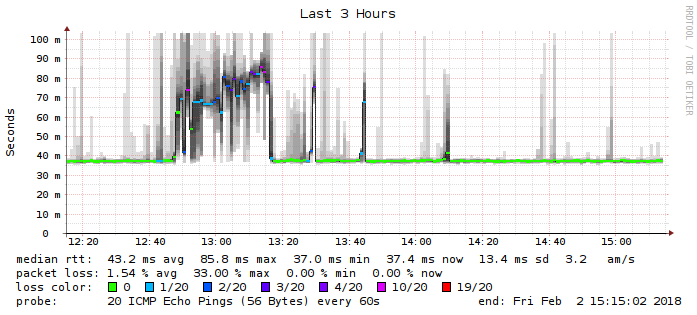 Last 3 Hours
RRDTOOL / TOBI OETIKER
Seconds
100 m
90 m
80 m
70 m
60 m
50 m
40 m
30 m
20 m
10 m
0
12:20 12:40 13:00 13:20 13:40 14:00 14:20 14:40 15:00
median rtt: 43.2 ms avg 85.8 ms max 37.0 ms min 37.4 ms now 13.4 ms sd 3.2 am/s
packet loss: 1.54 % avg 33.00 % max 0.00 % min 0.00 % now
loss color: 0 1/20 2/20 3/20 4/20 10/20 19/20
probe: 20 ICMP Echo Pings (56 Bytes) every 60s end: Fri Feb 2 15:15:02 2018